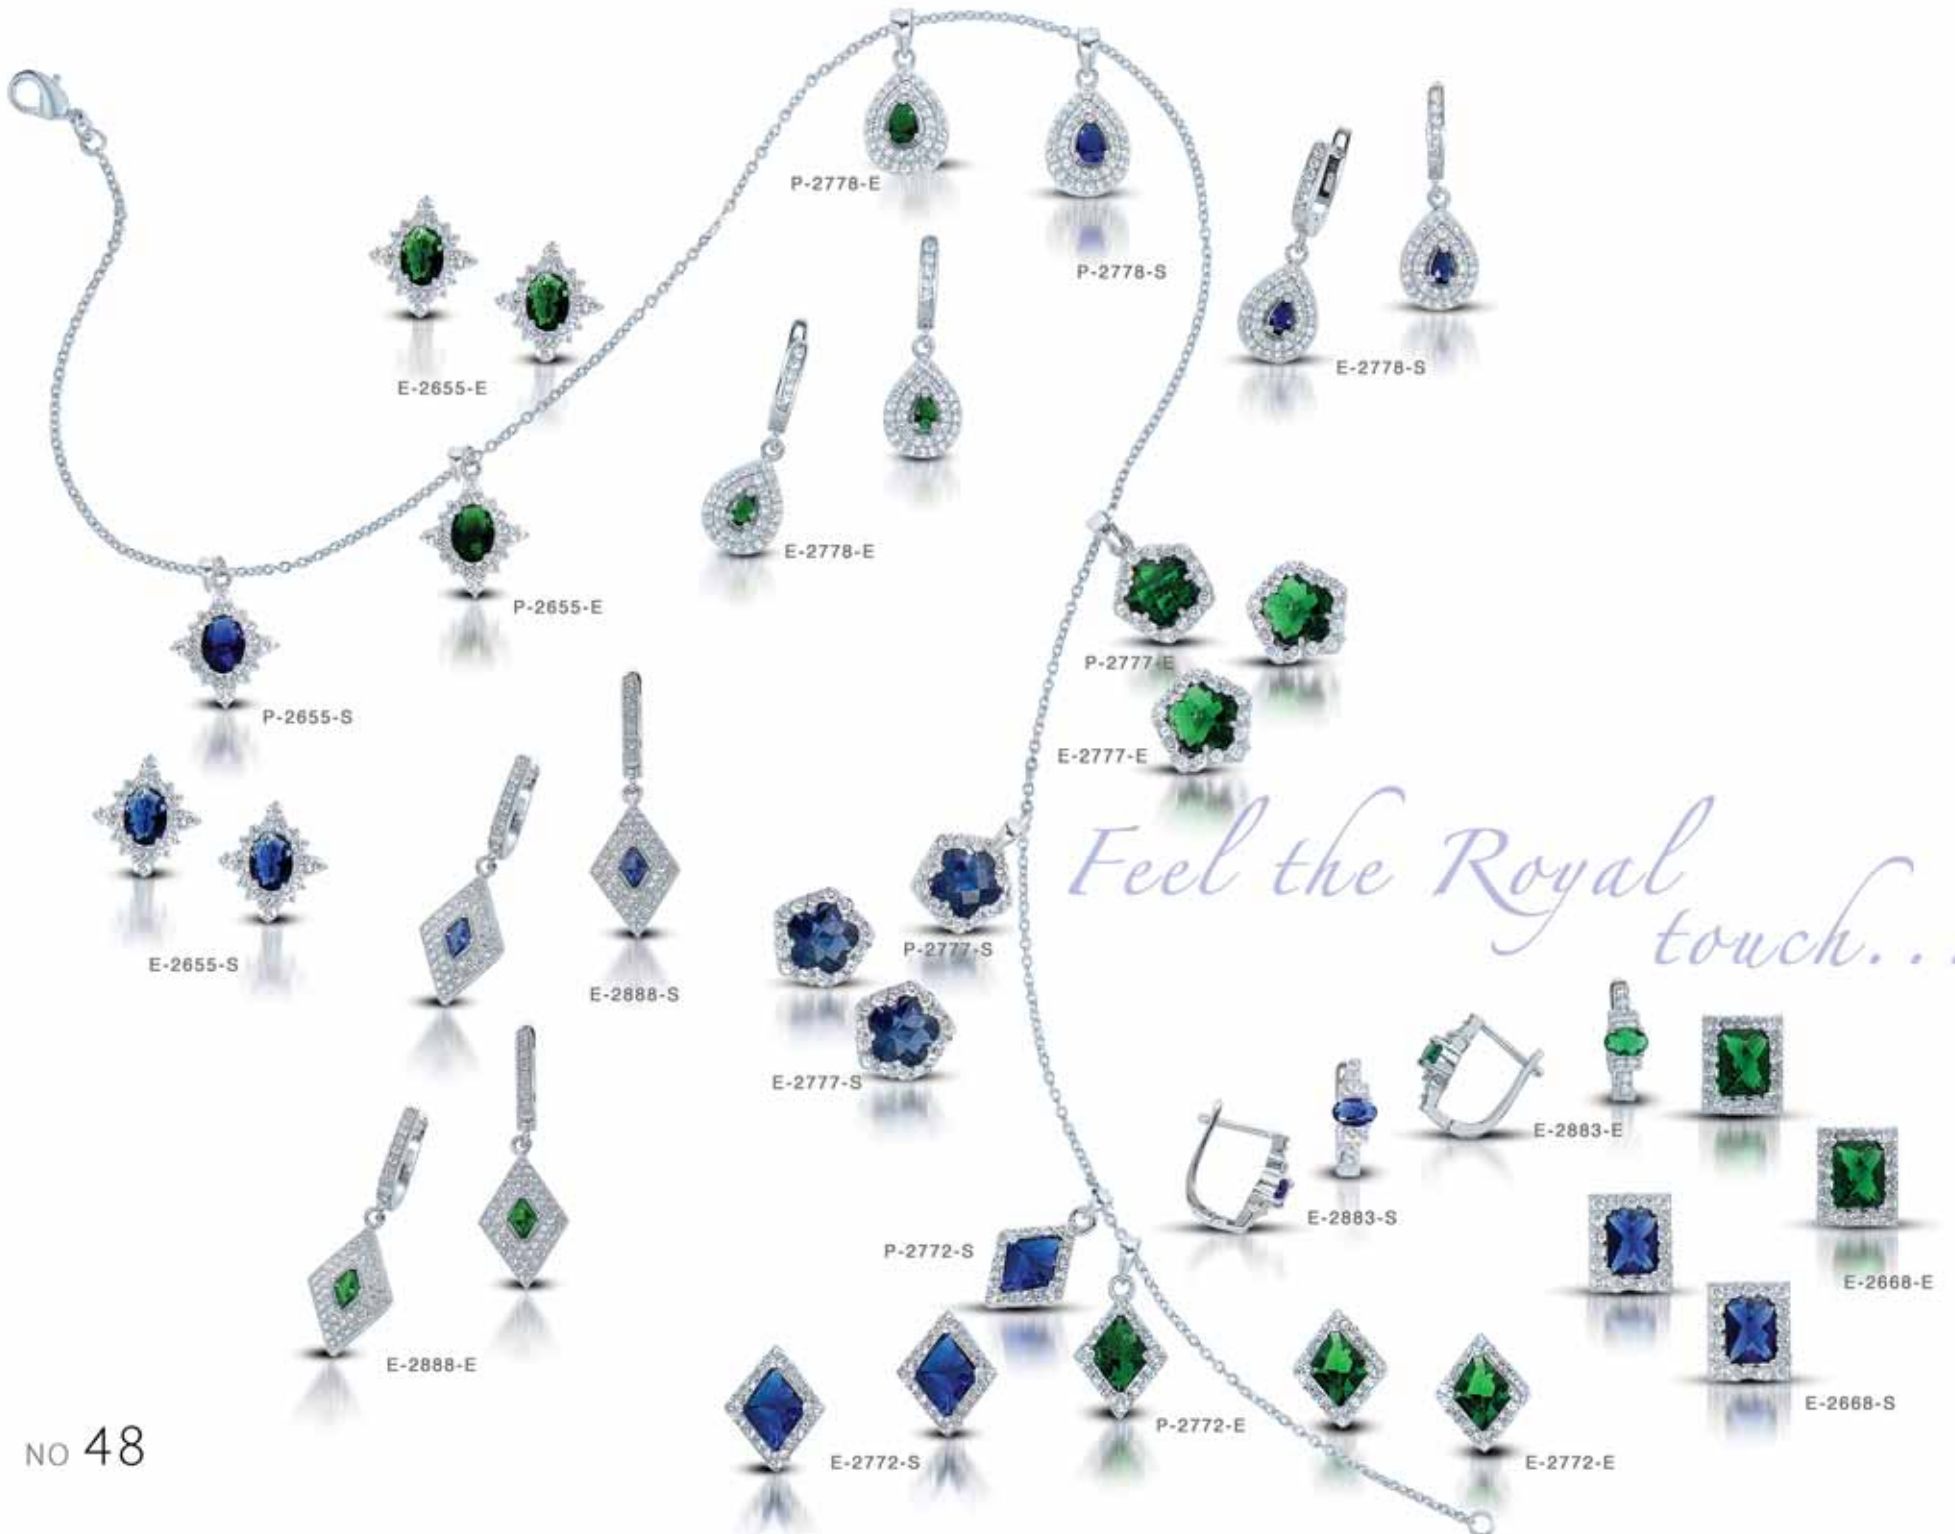 P-2778-E
P-2778-S
E-2778-S
E-2655-E
E-2778-E
P-2655-E
P-2655-S
P-2777-E
E-2777-E
Feel the Royal
touch...
P-2777-S
E-2655-S
E-2888-S
E-2777-S
E-2883-E
E-2883-S
P-2772-S
E-2668-E
E-2888-E
E-2668-S
P-2772-E
E-2772-S
E-2772-E
NO 48